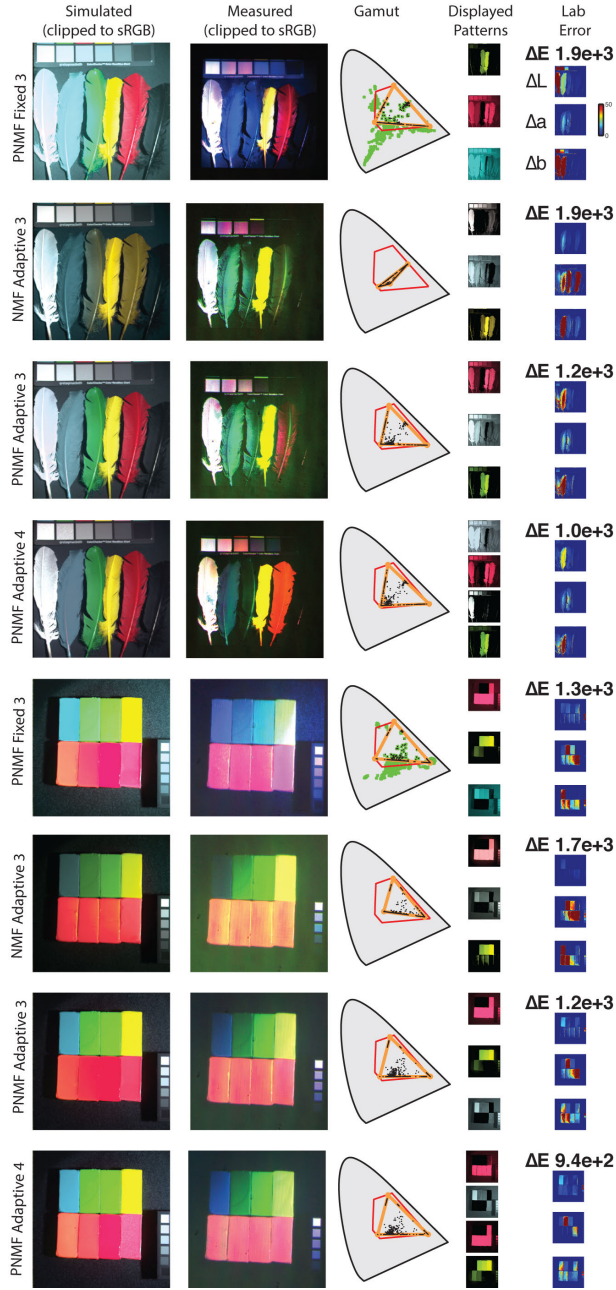 Simulated
(clipped to sRGB)
Measured
(clipped to sRGB)
Gamut
Displayed
Patterns
Lab
Error
PNMF Fixed 3
ΔE 1.9e+3
ΔL
50
Δa
0
Δb
NMF Adaptive 3
ΔE 1.9e+3
PNMF Adaptive 3
ΔE 1.2e+3
PNMF Adaptive 4
ΔE 1.0e+3
PNMF Fixed 3
ΔE 1.3e+3
NMF Adaptive 3
ΔE 1.7e+3
PNMF Adaptive 3
ΔE 1.2e+3
PNMF Adaptive 4
ΔE 9.4e+2